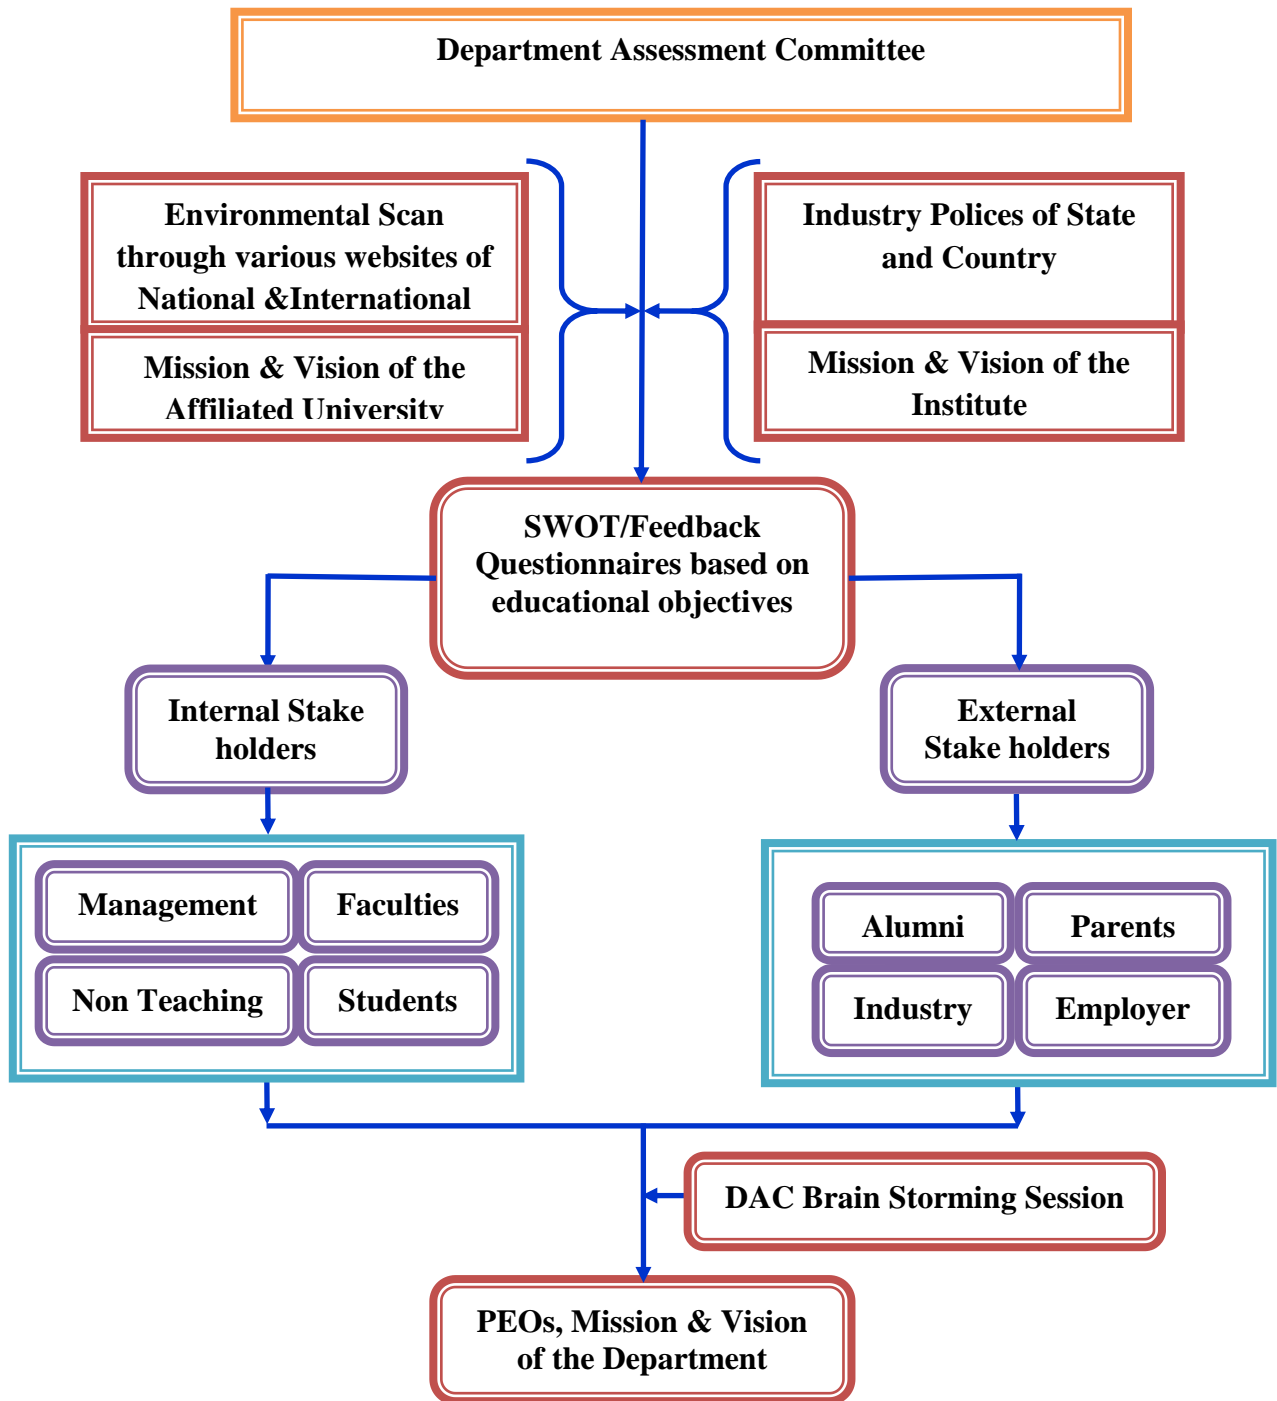 Department Assessment Committee
Environmental Scan
through various websites of
National &International
Mission & Vision of the
Affiliated University
Industry Polices of State
and Country
Mission & Vision of the
Institute
SWOT/Feedback
Questionnaires based on
educational objectives
Internal Stake
holders
External
Stake holders
Management
Faculties
Non Teaching
Students
Alumni
Parents
Industry
Employer
DAC Brain Storming Session
PEOs, Mission & Vision
of the Department